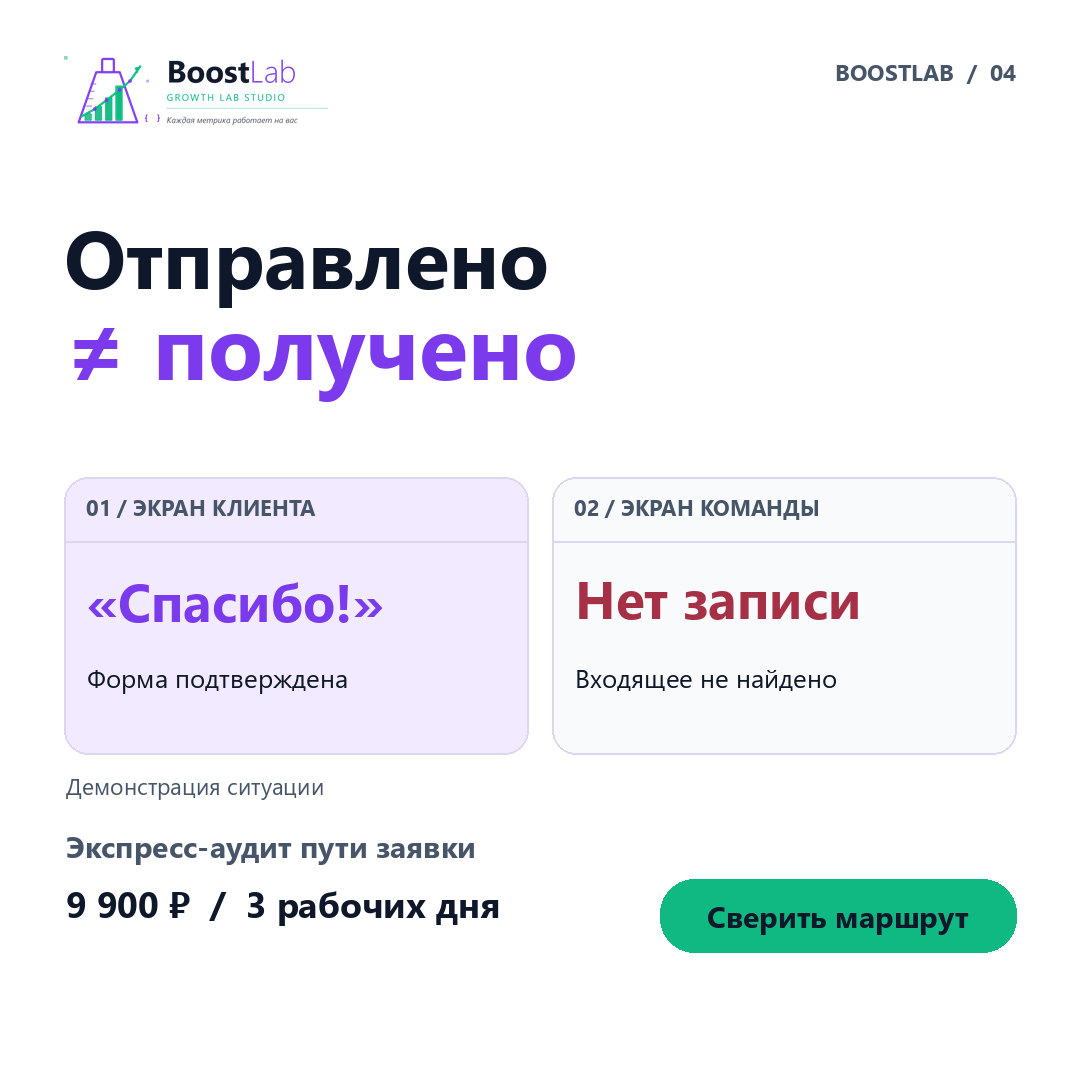 BoostLab
GROWTH LAB STUDIO
{ } Каждая метрика работает на вас
BOOSTLAB / 04
Отправлено
≠ получено
01 / ЭКРАН КЛИЕНТА
«Спасибо!»
Форма подтверждена
02 / ЭКРАН КОМАНДЫ
Нет записи
Входящее не найдено
Демонстрация ситуации
Экспресс-аудит пути заявки
9 900 ₽ / 3 рабочих дня
Сверить маршрут